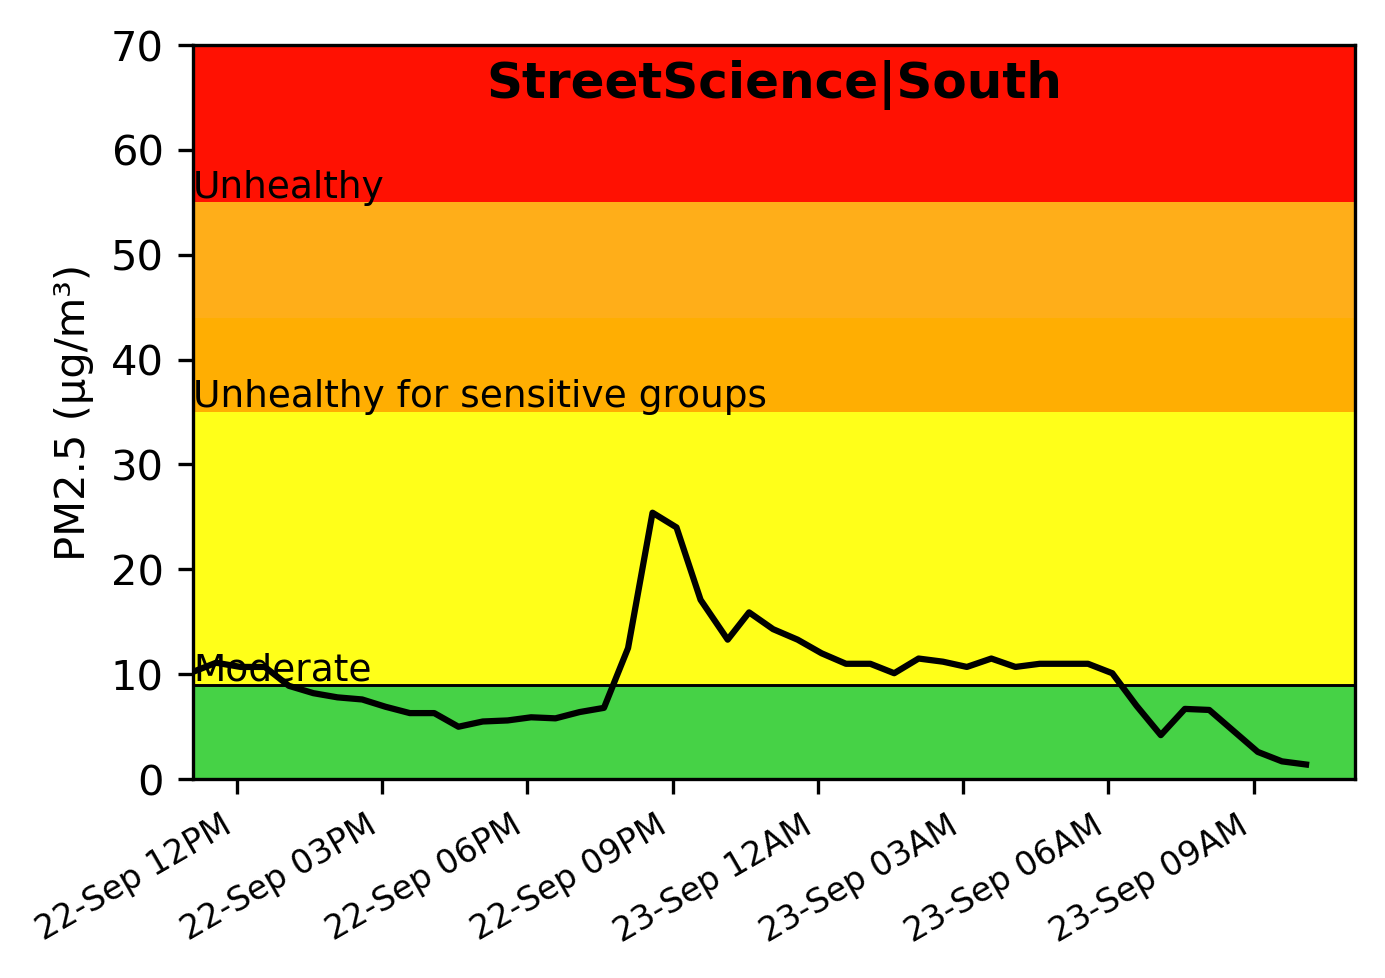 StreetScience|South
PM2.5 (µg/m³)
70
60
50
40
30
20
10
0
Unhealthy
Unhealthy for sensitive groups
Moderate
22-Sep 12PM
22-Sep 03PM
22-Sep 06PM
22-Sep 09PM
23-Sep 12AM
23-Sep 03AM
23-Sep 06AM
23-Sep 09AM